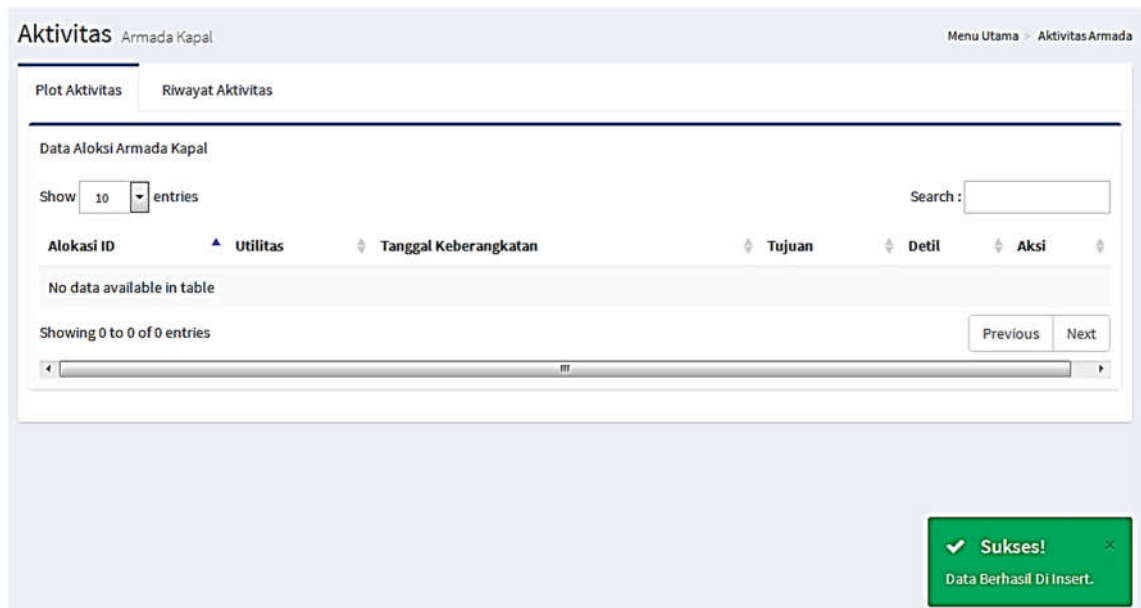 Aktivitas Armada Kapal
Menu Utama > Aktivitas Armada
Plot Aktivitas Riwayat Aktivitas
Data Aloksi Armada Kapal
Show 10 entries
Search :
Alokasi ID Utilitas Tanggal Keberangkatan Tujuan Detil Aksi
No data available in table
Showing 0 to 0 of 0 entries
Previous Next
Sukses!
Data Berhasil Di Insert.